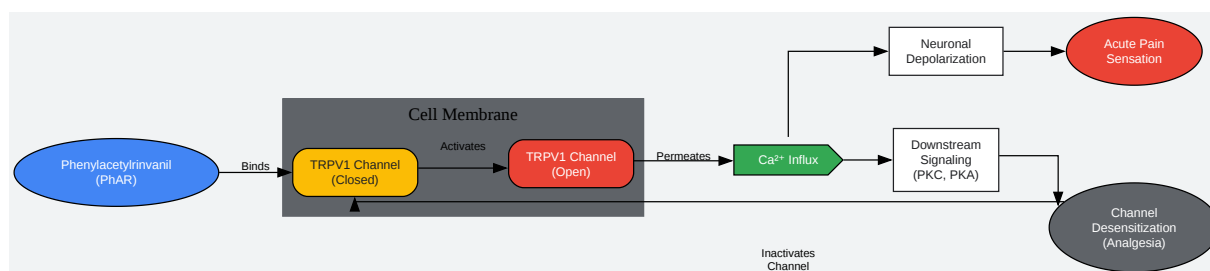 Phenylacetylrinvanil
(PhAR)
Binds
Cell Membrane
TRPV1 Channel
(Closed)
Activates
TRPV1 Channel
(Open)
Permeates
Ca²⁺ Influx
Neuronal
Depolarization
Acute Pain
Sensation
Downstream
Signaling
(PKC, PKA)
Channel
Desensitization
(Analgesia)
Inactivates
Channel